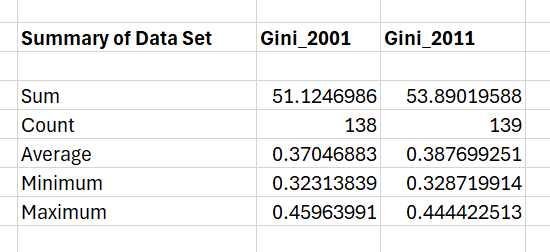 Summary of Data Set Gini_2001 Gini_2011
Sum 51.1246986 53.89019588
Count 138 139
Average 0.37046883 0.387699251
Minimum 0.32313839 0.328719914
Maximum 0.45963991 0.444422513